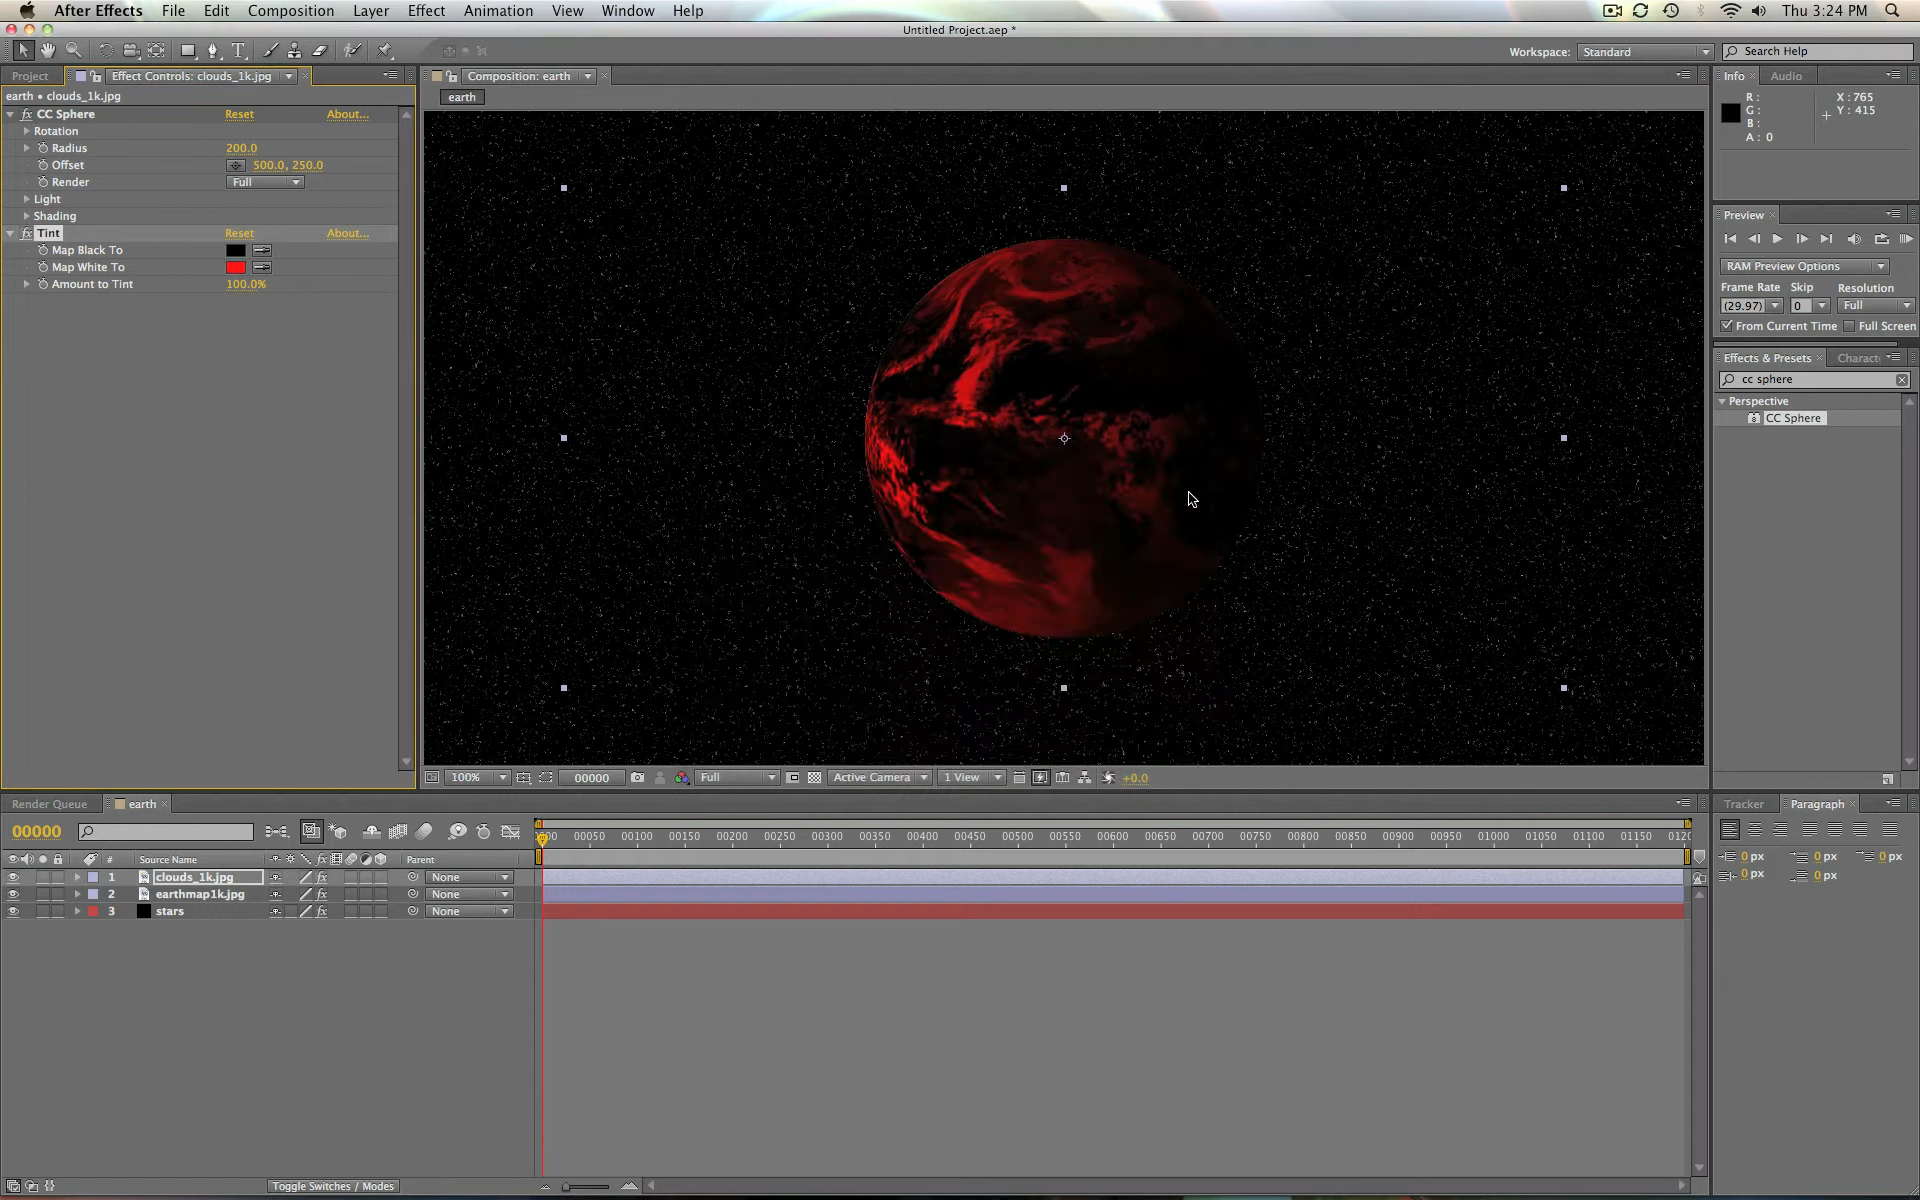 After Effects File Edit Composition Layer Effect Animation View Window Help Thu 3:24 PM
Untitled Project.aep *
Workspace: Standard Search Help
Project Effect Controls: clouds_1k.jpg Composition: earth Info Audio
earth • clouds_1k.jpg earth
R: X: 765
G: Y: 415
B:
A: 0
fx CC Sphere Reset About...
Rotation
Radius 200.0
Offset 500.0, 250.0
Render Full
Light
Shading
fx Tint Reset About...
Map Black To
Map White To
Amount to Tint 100.0%
Preview
RAM Preview Options
Frame Rate Skip Resolution
(29.97) 0 Full
From Current Time Full Screen
Effects & Presets Charact
cc sphere
Perspective
CC Sphere
100% 00000 Full Active Camera 1 View +0.0
Render Queue earth Tracker Paragraph
00000
00050 00100 00150 00200 00250 00300 00350 00400 00450 00500 00550 00600 00650 00700 00750 00800 00850 00900 00950 01000 01050 01100 01150 0120
# Source Name fx Parent
1 clouds_1k.jpg fx None
2 earthmap1k.jpg fx None
3 stars fx None
0 px 0 px 0 px
0 px 0 px
Toggle Switches / Modes